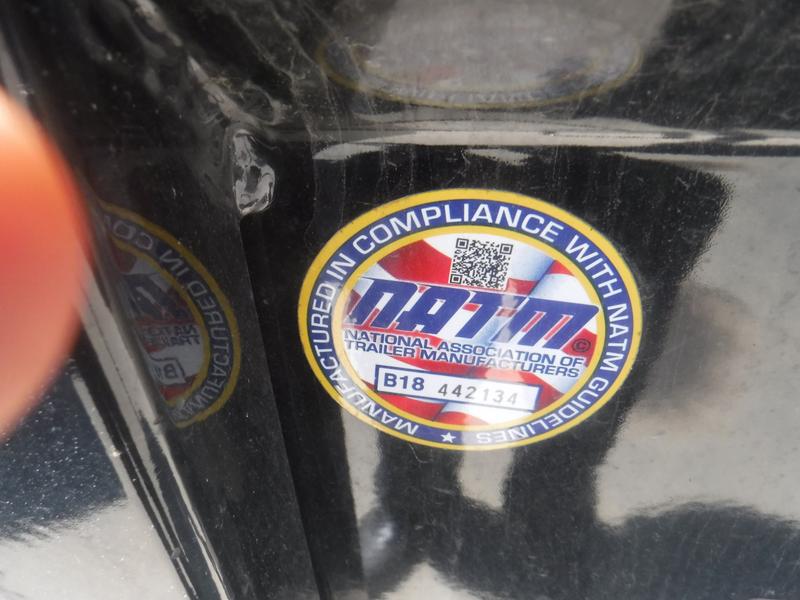 MANUFACTURED IN COMPLIANCE WITH NATM GUIDELINES
NATM ©
NATIONAL ASSOCIATION OF
TRAILER MANUFACTURERS
B18 442134